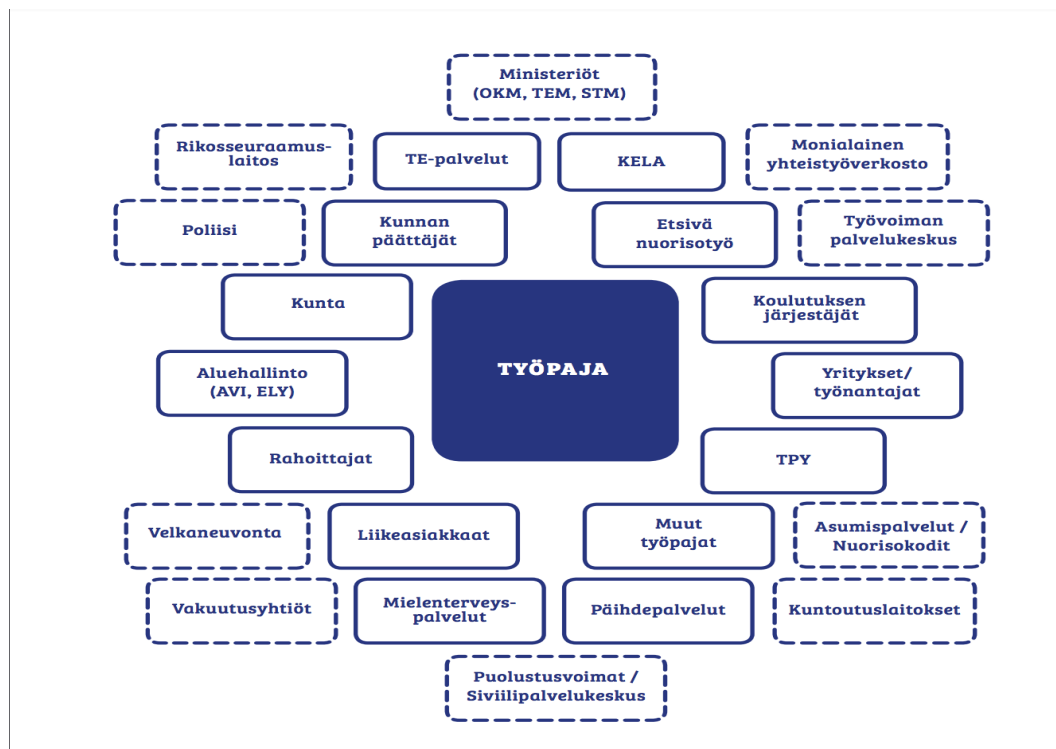 Ministeriöt
(OKM, TEM, STM)
Rikosseuraamus-
laitos
TE-palvelut
KELA
Monialainen
yhteistyöverkosto
Poliisi
Kunnan
päättäjät
Etsivä
nuorisotyö
Työvoiman
palvelukeskus
Kunta
Koulutuksen
järjestäjät
TYÖPAJA
Aluehallinto
(AVI, ELY)
Yritykset/
työnantajat
Rahoittajat
TPY
Velkaneuvonta
Liikeasiakkaat
Muut
työpajat
Asumispalvelut /
Nuorisokodit
Vakuutusyhtiöt
Mielenterveys-
palvelut
Päihdepalvelut
Kuntoutuslaitokset
Puolustusvoimat /
Siviilipalvelukeskus